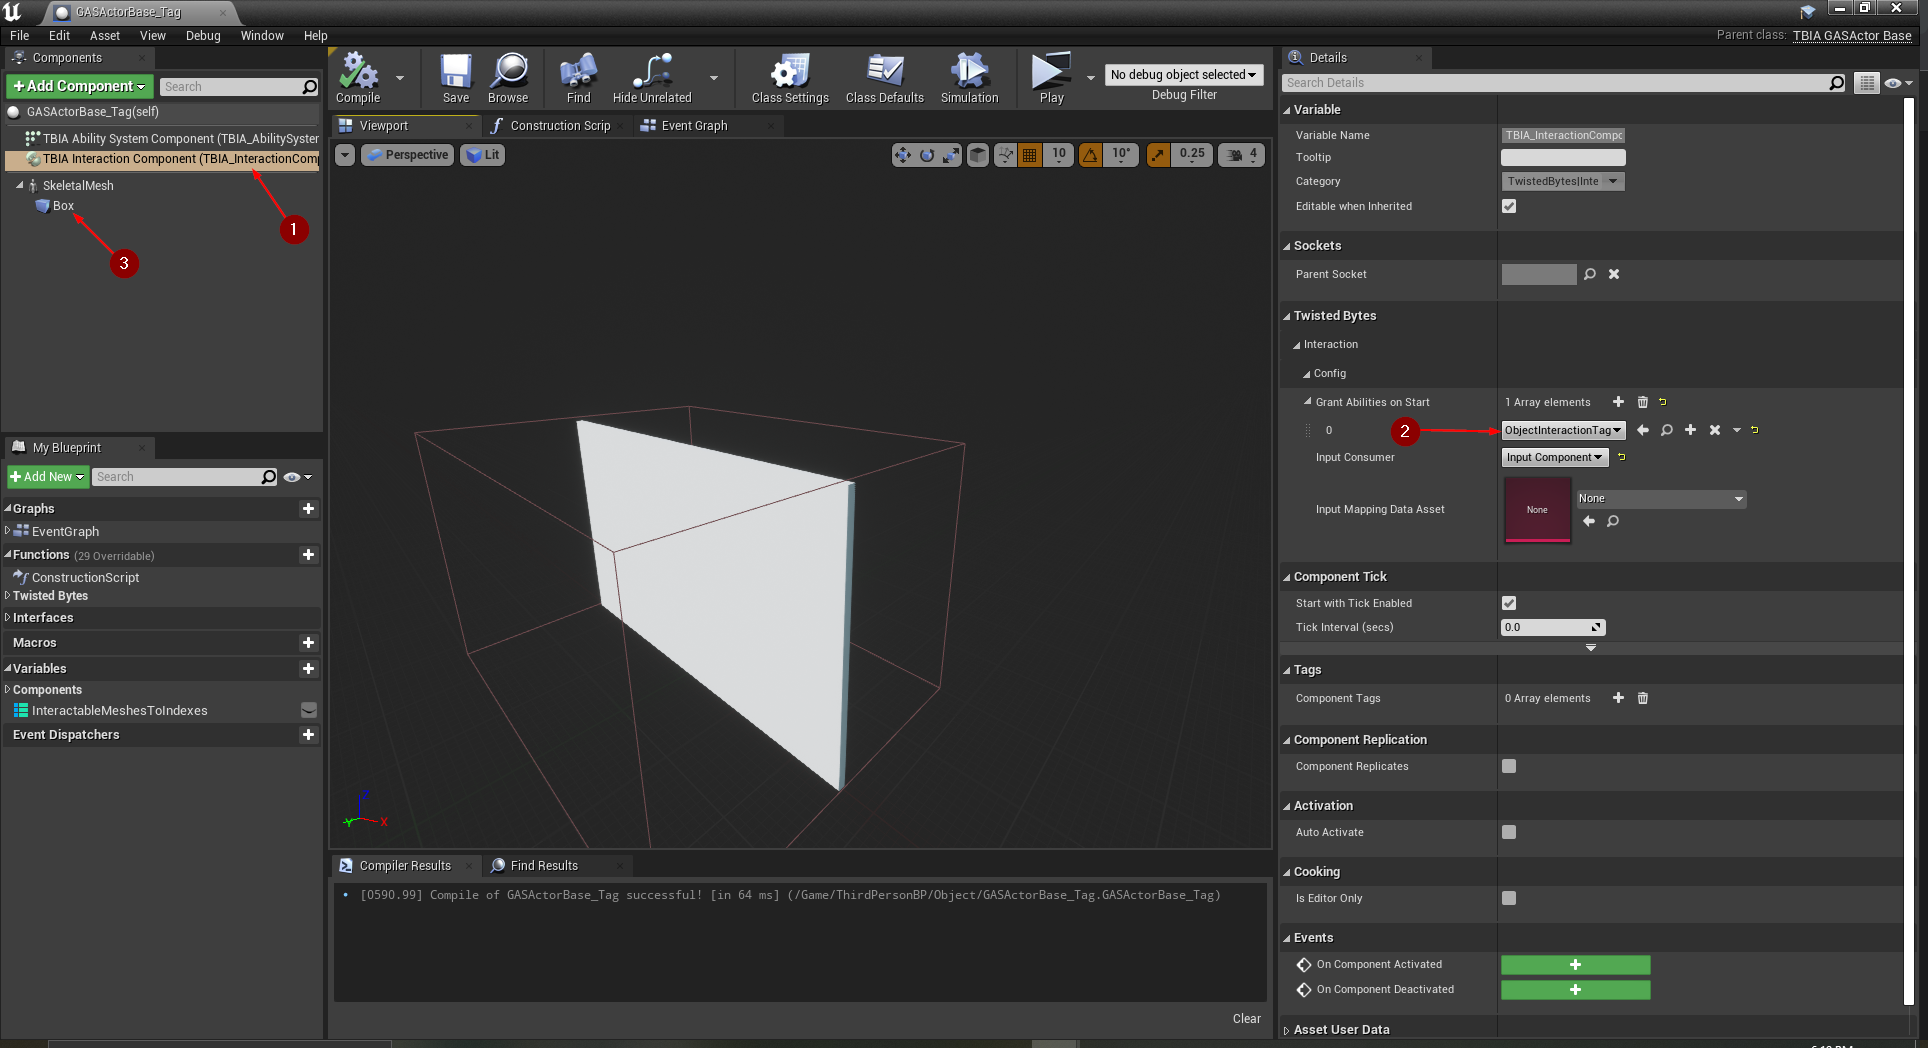 GASActorBase_Tag
File Edit Asset View Debug Window Help
Parent class: TBIA GASActor Base
Components
Add Component
Search
GASActorBase_Tag(self)
TBIA Ability System Component (TBIA_AbilitySyster
TBIA Interaction Component (TBIA_InteractionComp
SkeletalMesh
Box
1
3
My Blueprint
Add New
Search
Graphs
EventGraph
Functions (29 Overridable)
ConstructionScript
Twisted Bytes
Interfaces
Macros
Variables
Components
InteractableMeshesToIndexes
Event Dispatchers
Compile
Save
Browse
Find
Hide Unrelated
Class Settings
Class Defaults
Simulation
Play
No debug object selected
Debug Filter
Viewport
Construction Scrip
Event Graph
Perspective
Lit
10
10°
0.25
4
Z
Y
X
Compiler Results
Find Results
[0590.99] Compile of GASActorBase_Tag successful! [in 64 ms] (/Game/ThirdPersonBP/Object/GASActorBase_Tag.GASActorBase_Tag)
Clear
Details
Search Details
Variable
Variable Name TBIA_InteractionCompc
Tooltip
Category TwistedBytes|Inte
Editable when Inherited
Sockets
Parent Socket
Twisted Bytes
Interaction
Config
Grant Abilities on Start 1 Array elements
0 2 ObjectInteractionTag
Input Consumer Input Component
Input Mapping Data Asset None None
Component Tick
Start with Tick Enabled
Tick Interval (secs) 0.0
Tags
Component Tags 0 Array elements
Component Replication
Component Replicates
Activation
Auto Activate
Cooking
Is Editor Only
Events
On Component Activated
On Component Deactivated
Asset User Data